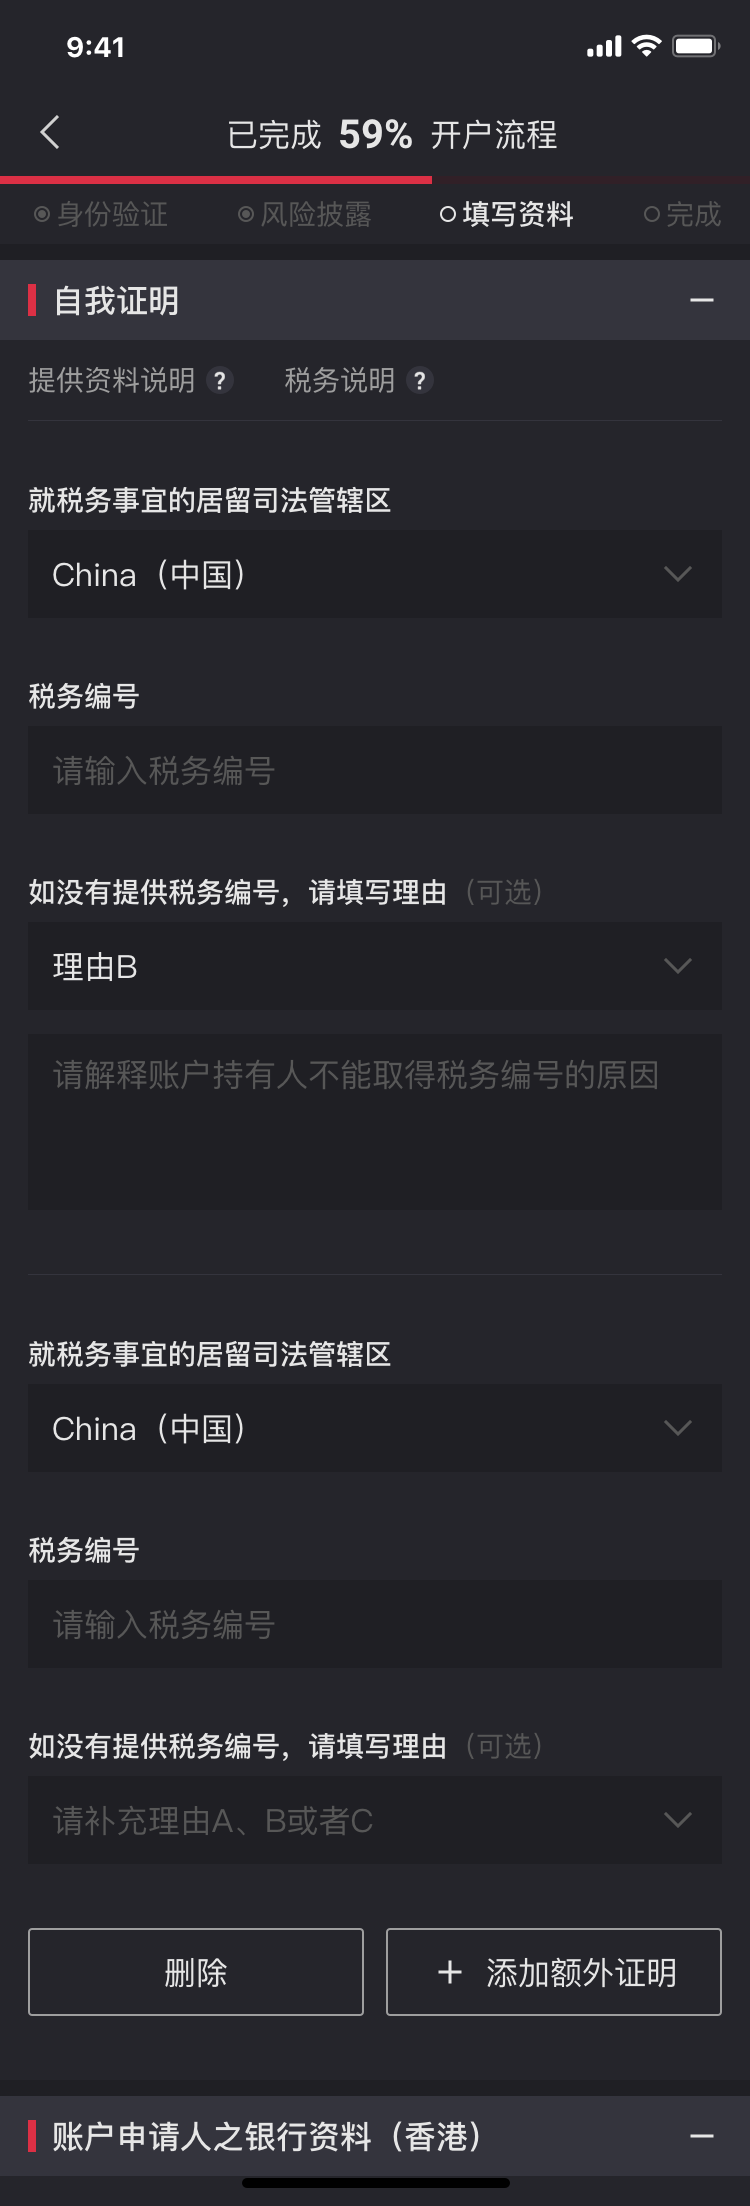 9:41
已完成 59% 开户流程
身份验证 风险披露 填写资料 完成
自我证明
提供资料说明 ? 税务说明 ?
就税务事宜的居留司法管辖区
China（中国）
税务编号
请输入税务编号
如没有提供税务编号，请填写理由（可选）
理由B
请解释账户持有人不能取得税务编号的原因
就税务事宜的居留司法管辖区
China（中国）
税务编号
请输入税务编号
如没有提供税务编号，请填写理由（可选）
请补充理由A、B或者C
删除 + 添加额外证明
账户申请人之银行资料（香港）